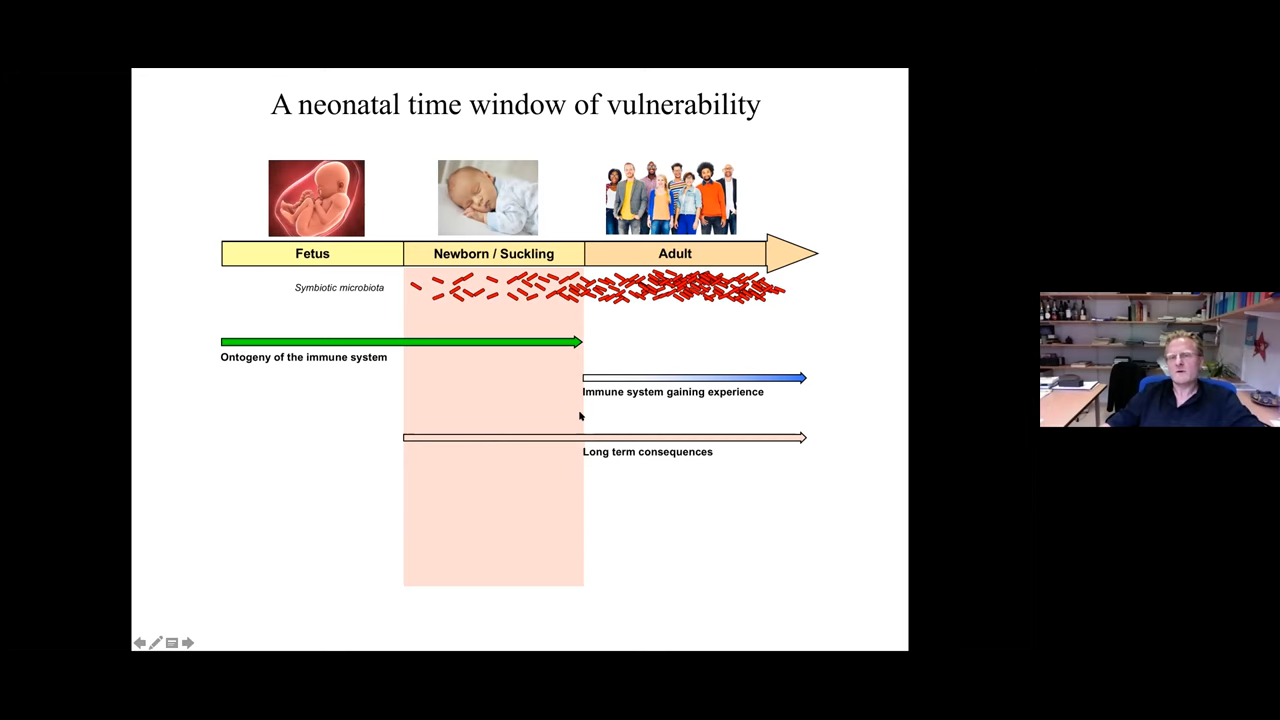 A neonatal time window of vulnerability
Fetus
Newborn / Suckling
Adult
Symbiotic microbiota
Ontogeny of the immune system
Immune system gaining experience
Long term consequences